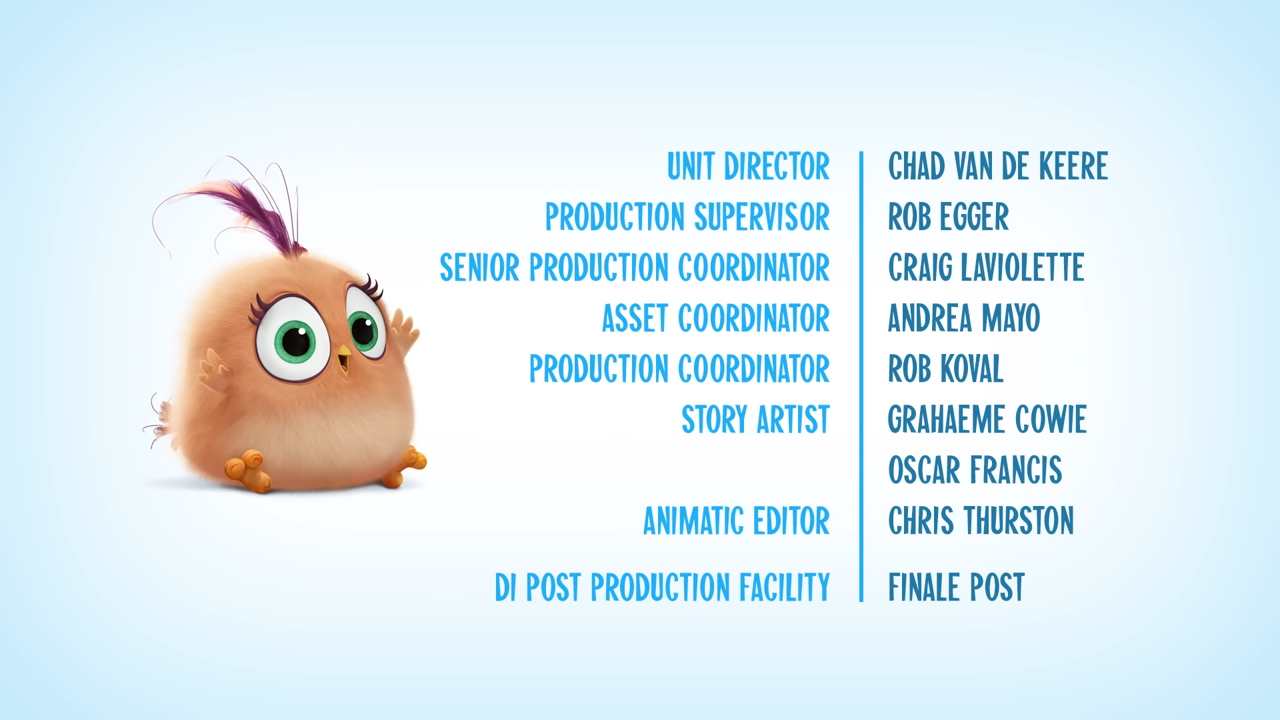 UNIT DIRECTOR CHAD VAN DE KEERE
PRODUCTION SUPERVISOR ROB EGGER
SENIOR PRODUCTION COORDINATOR CRAIG LAVIOLETTE
ASSET COORDINATOR ANDREA MAYO
PRODUCTION COORDINATOR ROB KOVAL
STORY ARTIST GRAHAEME COWIE
OSCAR FRANCIS
ANIMATIC EDITOR CHRIS THURSTON
DI POST PRODUCTION FACILITY FINALE POST